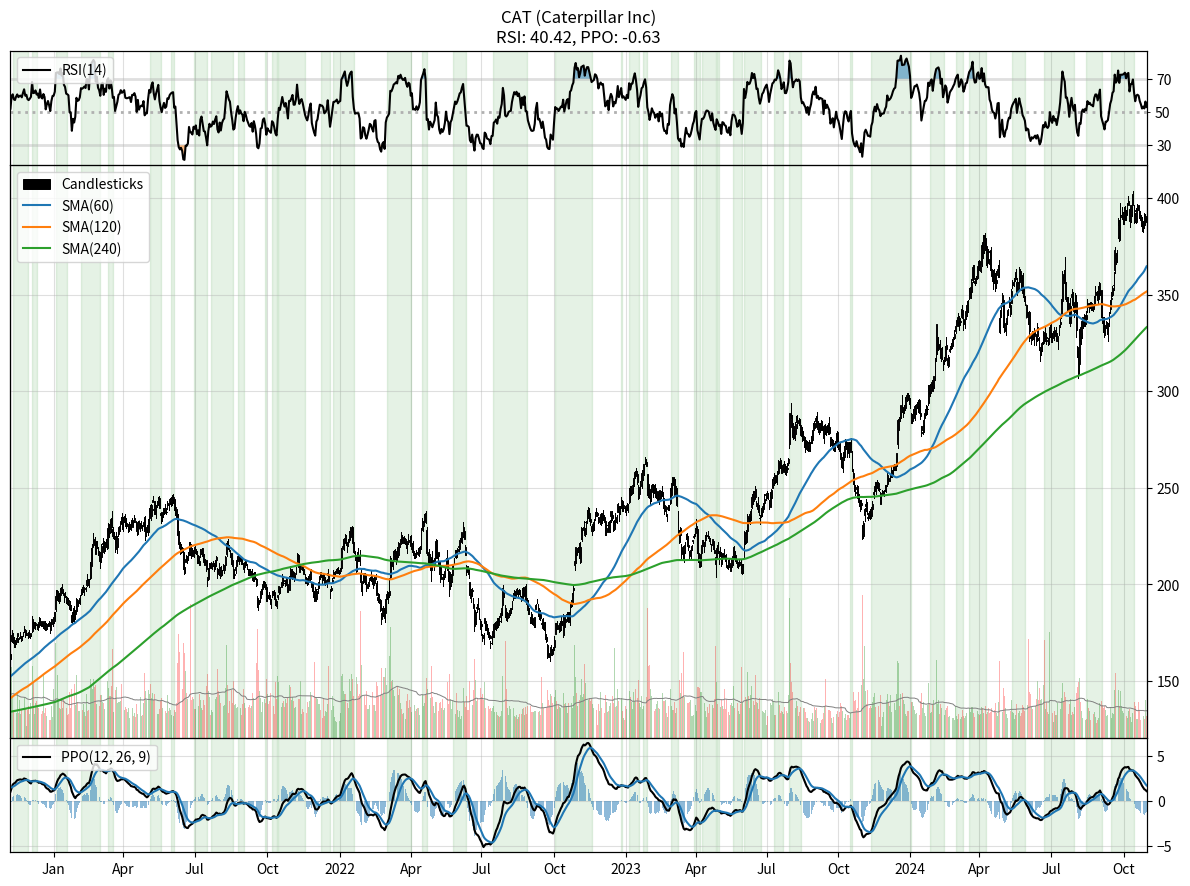 CAT (Caterpillar Inc)
RSI: 40.42, PPO: -0.63
RSI(14)
70
50
30
Candlesticks
SMA(60)
SMA(120)
SMA(240)
400
350
300
250
200
150
PPO(12, 26, 9)
5
0
−5
Jan Apr Jul Oct 2022 Apr Jul Oct 2023 Apr Jul Oct 2024 Apr Jul Oct